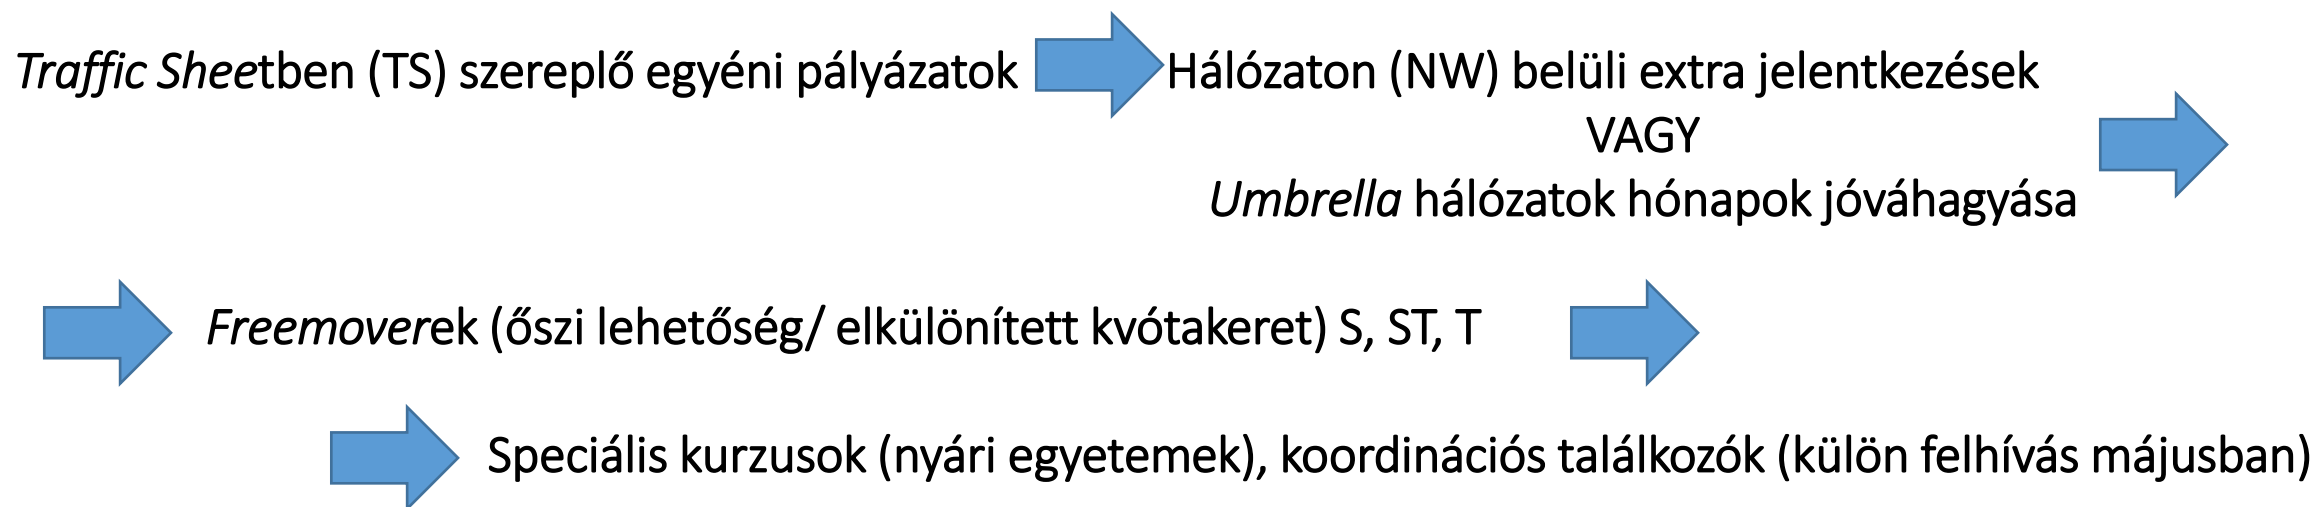 Traffic Sheetben (TS) szereplő egyéni pályázatok
Hálózaton (NW) belüli extra jelentkezések
VAGY
Umbrella hálózatok hónapok jóváhagyása
Freemoverek (őszi lehetőség/ elkülönített kvótakeret) S, ST, T
Speciális kurzusok (nyári egyetemek), koordinációs találkozók (külön felhívás májusban)